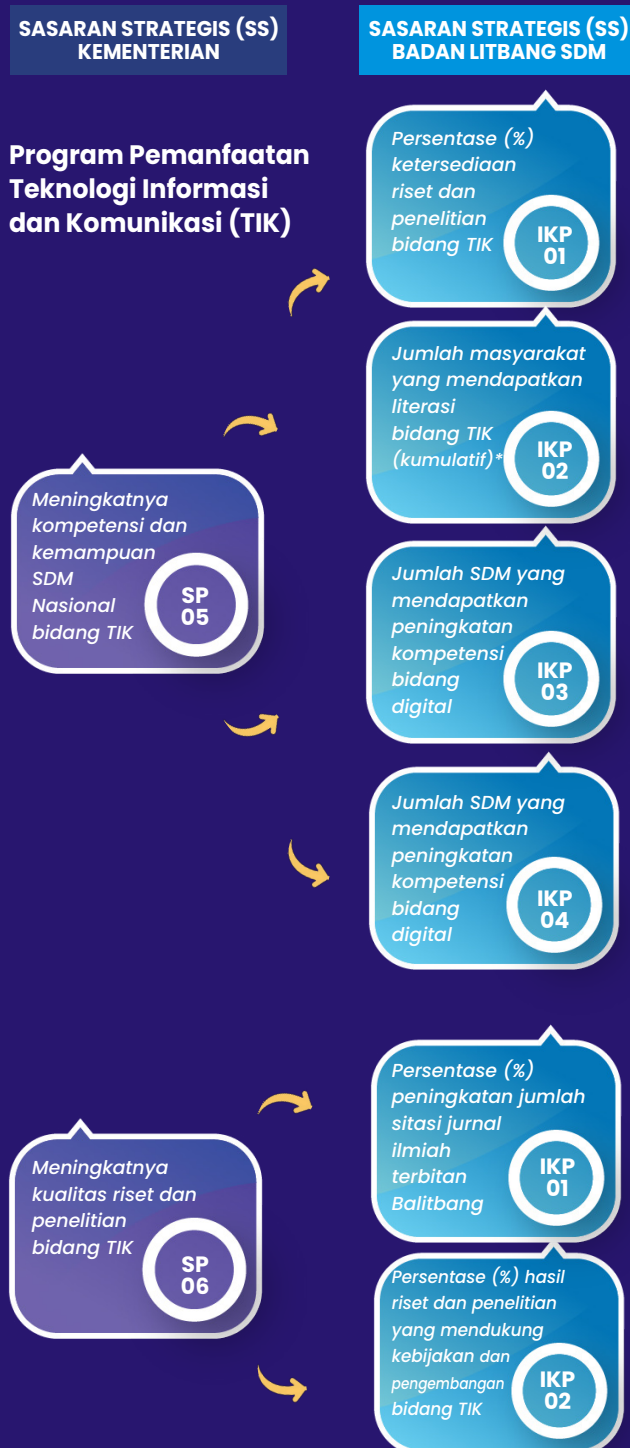 SASARAN STRATEGIS (SS)
KEMENTERIAN
SASARAN STRATEGIS (SS)
BADAN LITBANG SDM
Program Pemanfaatan
Teknologi Informasi
dan Komunikasi (TIK)
Meningkatnya
kompetensi dan
kemampuan
SDM
Nasional
bidang TIK
SP
05
Persentase (%)
ketersediaan
riset dan
penelitian
bidang TIK
IKP
01
Jumlah masyarakat
yang mendapatkan
literasi
bidang TIK
(kumulatif)*
IKP
02
Jumlah SDM yang
mendapatkan
peningkatan
kompetensi
bidang
digital
IKP
03
Jumlah SDM yang
mendapatkan
peningkatan
kompetensi
bidang
digital
IKP
04
Meningkatnya
kualitas riset dan
penelitian
bidang TIK
SP
06
Persentase (%)
peningkatan jumlah
sitasi jurnal
ilmiah
terbitan
Balitbang
IKP
01
Persentase (%) hasil
riset dan penelitian
yang mendukung
kebijakan dan
pengembangan
bidang TIK
IKP
02